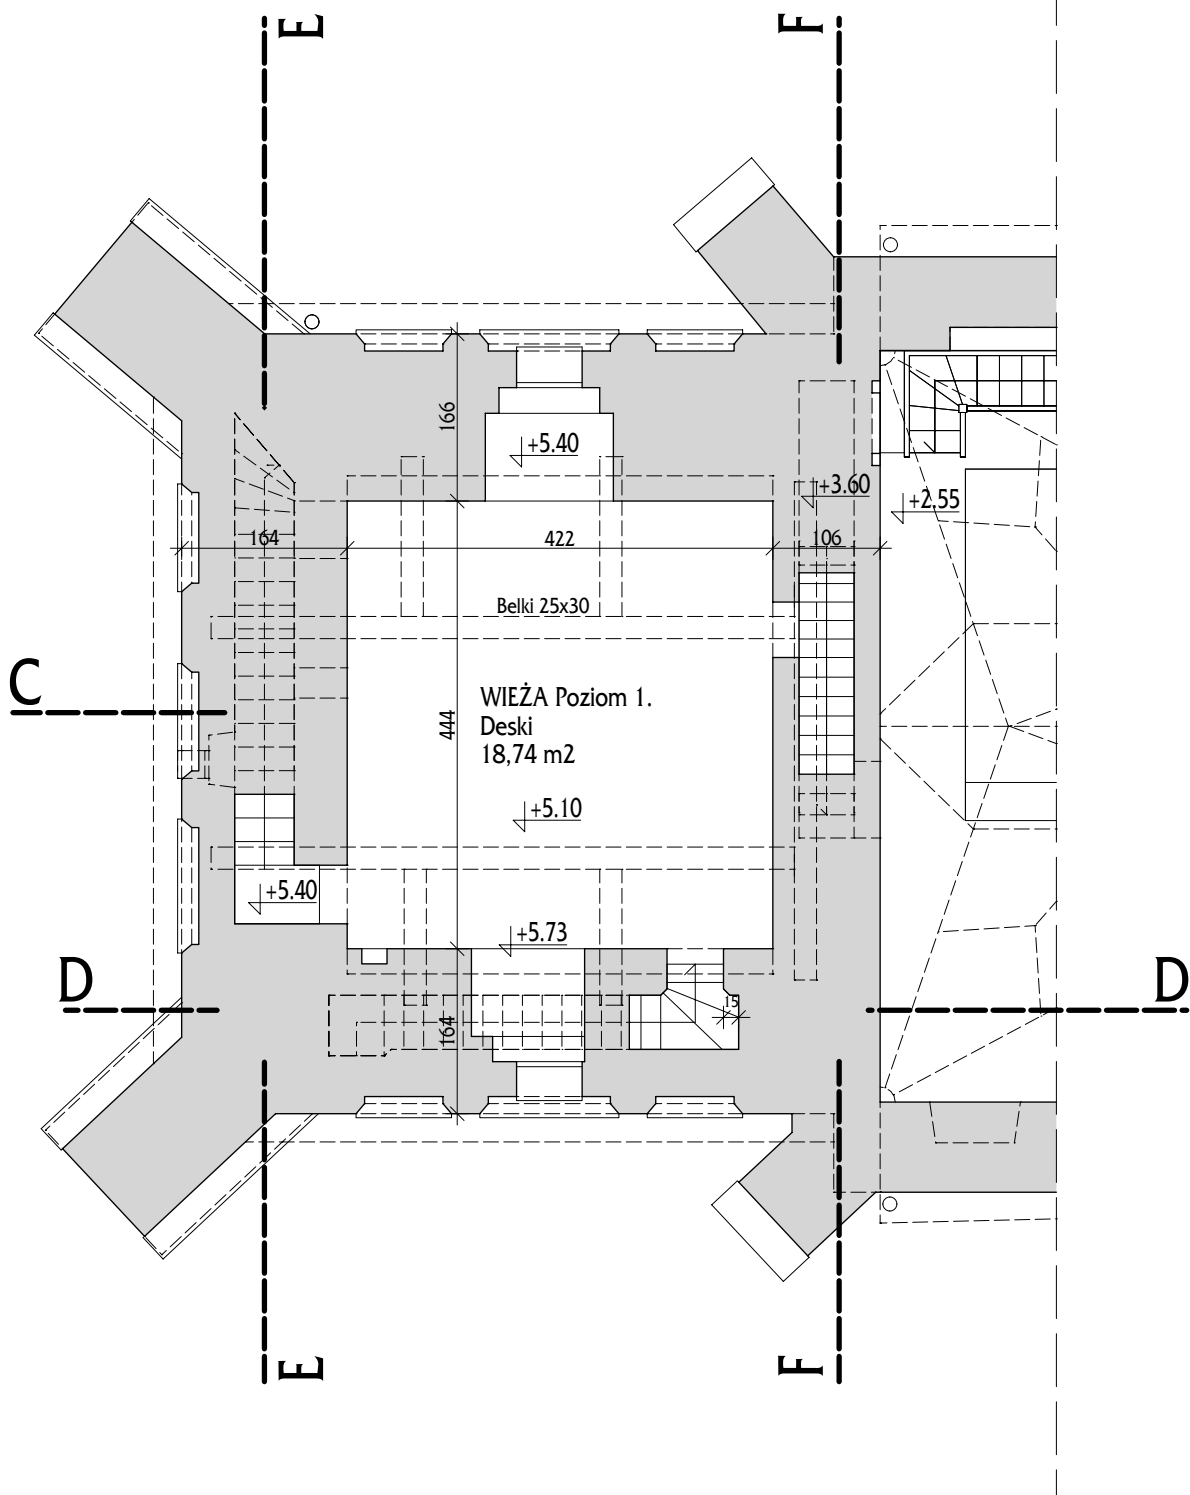 E
F
+5.40
166
+3.60
+2.55
164
422
106
Belki 25x30
C
WIEŻA Poziom 1.
Deski
18,74 m2
444
+5.10
+5.40
+5.73
D
D
15
164
E
F